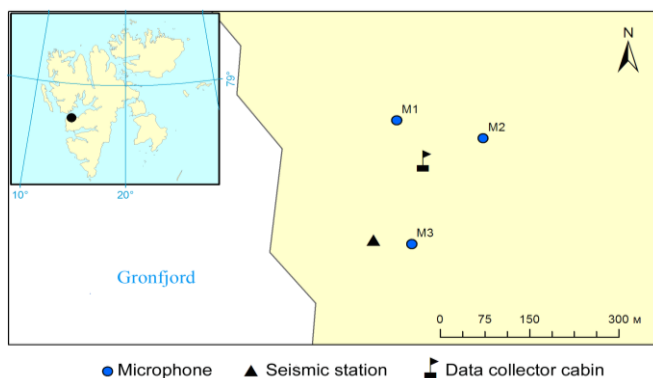 N
79°
M1
M2
10°
20°
M3
Gronfjord
0 75 150 300 м
Microphone Seismic station Data collector cabin